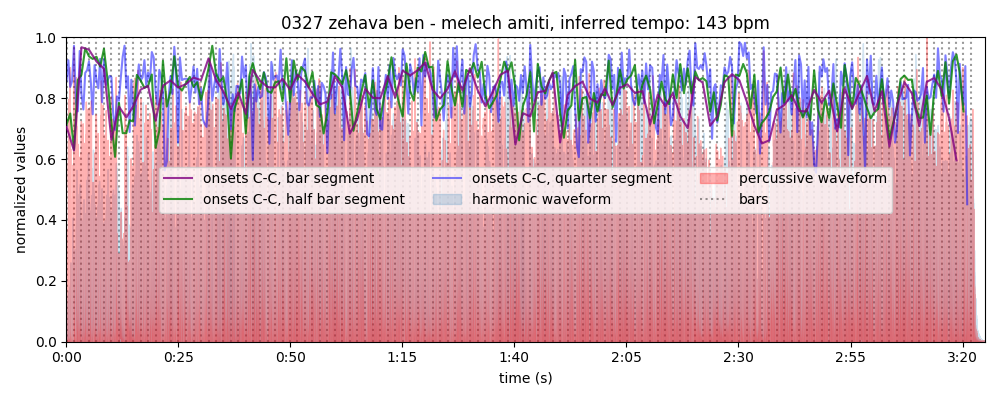 0327 zehava ben - melech amiti, inferred tempo: 143 bpm
1.0
0.8
0.6
0.4
0.2
0.0
normalized values
onsets C-C, bar segment
onsets C-C, half bar segment
onsets C-C, quarter segment
harmonic waveform
percussive waveform
bars
0:00 0:25 0:50 1:15 1:40 2:05 2:30 2:55 3:20
time (s)